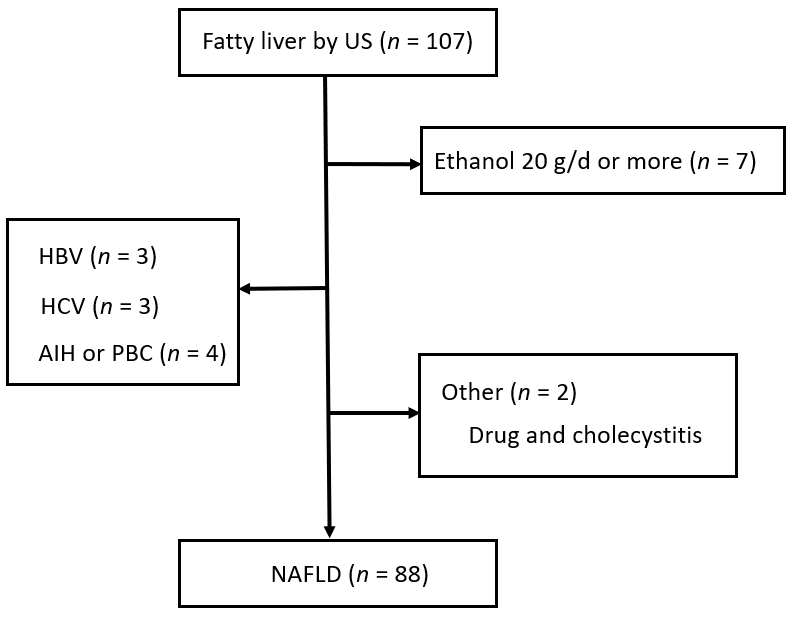 Fatty liver by US (n = 107)
Ethanol 20 g/d or more (n = 7)
HBV (n = 3)
HCV (n = 3)
AIH or PBC (n = 4)
Other (n = 2)
Drug and cholecystitis
NAFLD (n = 88)